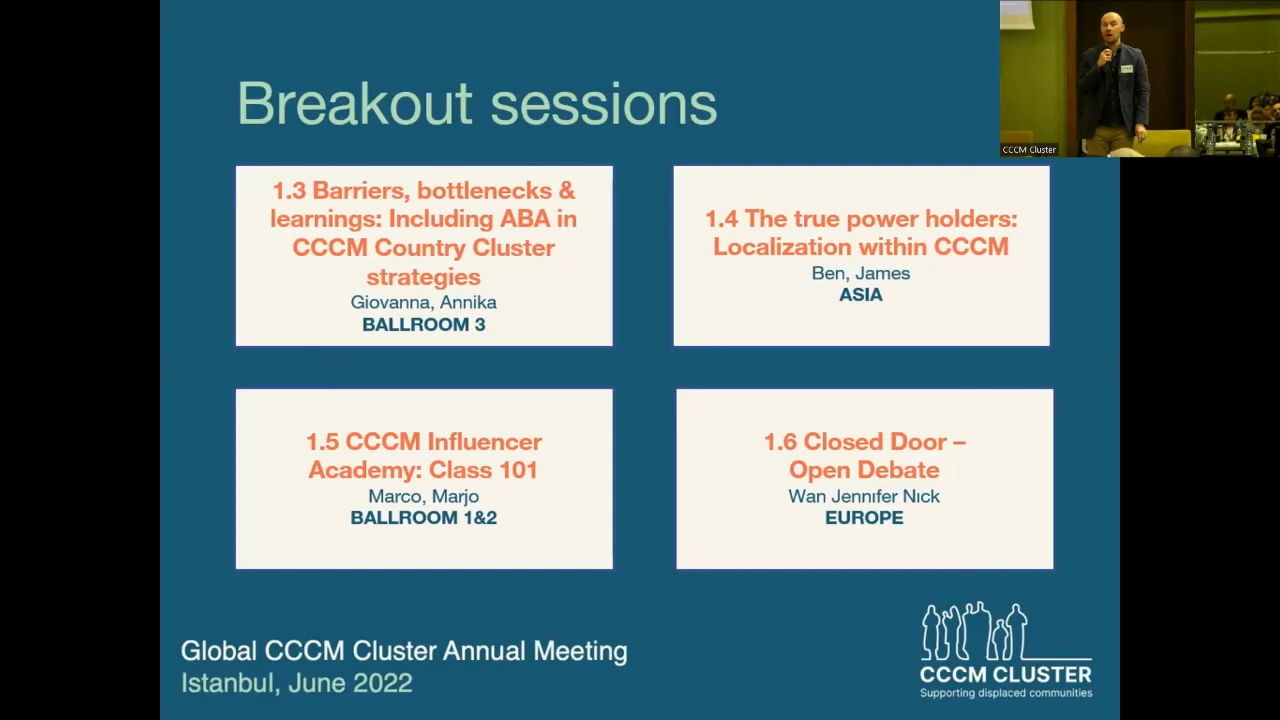 Breakout sessions
CCCM Cluster
1.3 Barriers, bottlenecks &
learnings: Including ABA in
CCCM Country Cluster
strategies
Giovanna, Annika
BALLROOM 3
1.4 The true power holders:
Localization within CCCM
Ben, James
ASIA
1.5 CCCM Influencer
Academy: Class 101
Marco, Marjo
BALLROOM 1&2
1.6 Closed Door –
Open Debate
Wan Jennıfer Nıck
EUROPE
Global CCCM Cluster Annual Meeting
Istanbul, June 2022
CCCM CLUSTER
Supporting displaced communities